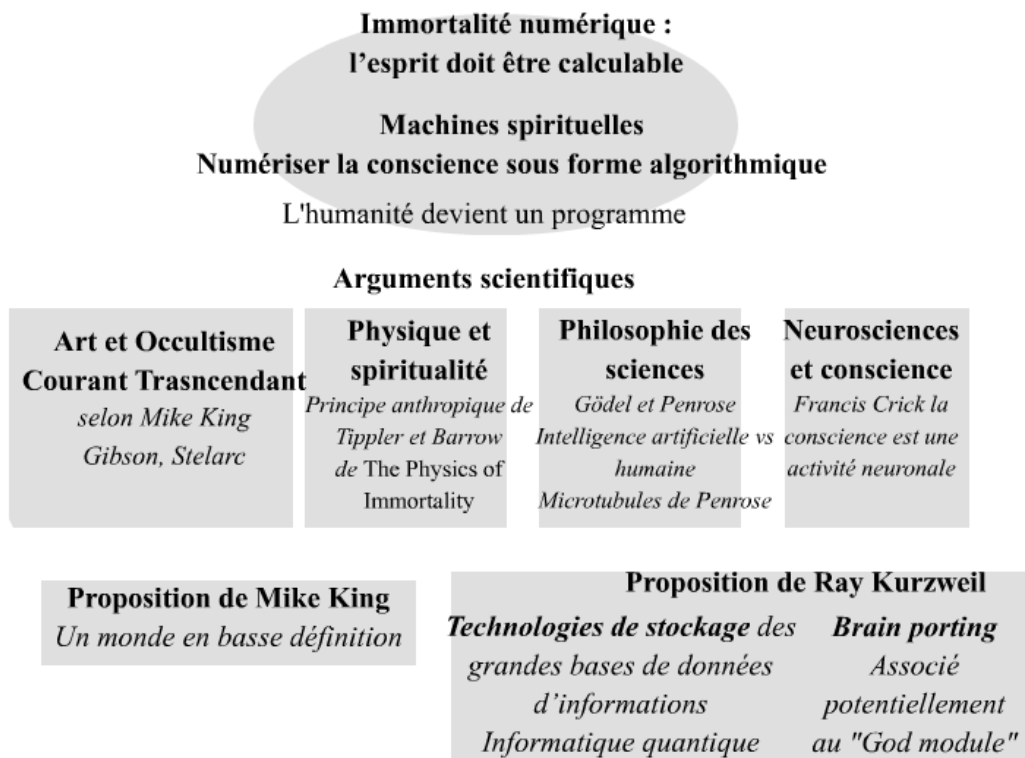 Immortalité numérique :
l’esprit doit être calculable
Machines spirituelles
Numériser la conscience sous forme algorithmique
L'humanité devient un programme
Arguments scientifiques
Art et Occultisme
Courant Trasncendant
selon Mike King
Gibson, Stelarc
Physique et
spiritualité
Principe anthropique de
Tippler et Barrow
de The Physics of
Immortality
Philosophie des
sciences
Gödel et Penrose
Intelligence artificielle vs
humaine
Microtubules de Penrose
Neurosciences
et conscience
Francis Crick la
conscience est une
activité neuronale
Proposition de Mike King
Un monde en basse définition
Proposition de Ray Kurzweil
Technologies de stockage des
grandes bases de données
d’informations
Informatique quantique
Brain porting
Associé
potentiellement
au "God module"